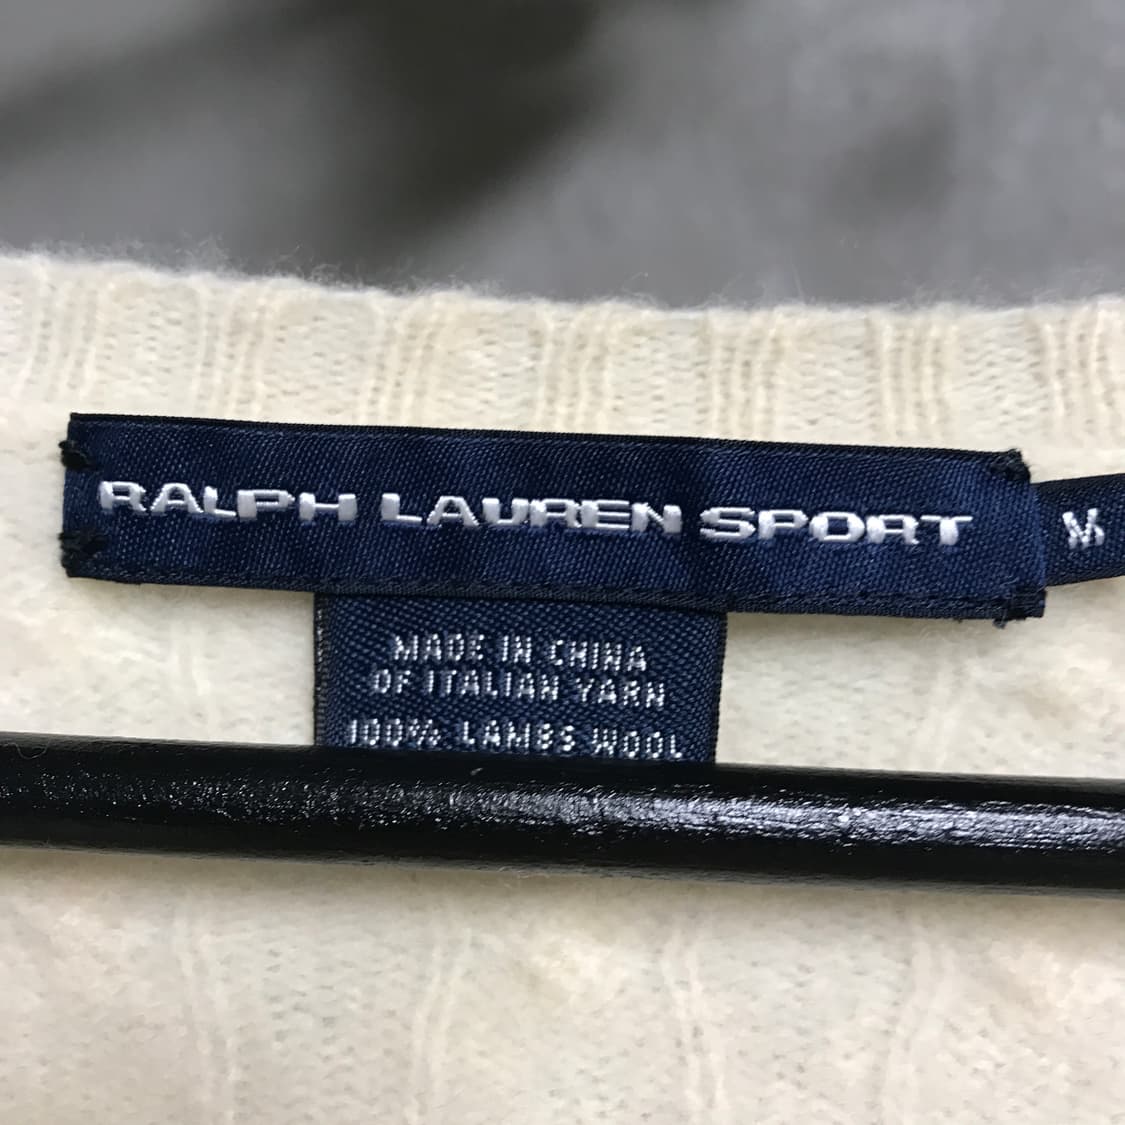 RALPH LAUREN SPORT
M
MADE IN CHINA
OF ITALIAN YARN
100% LAMBS WOOL